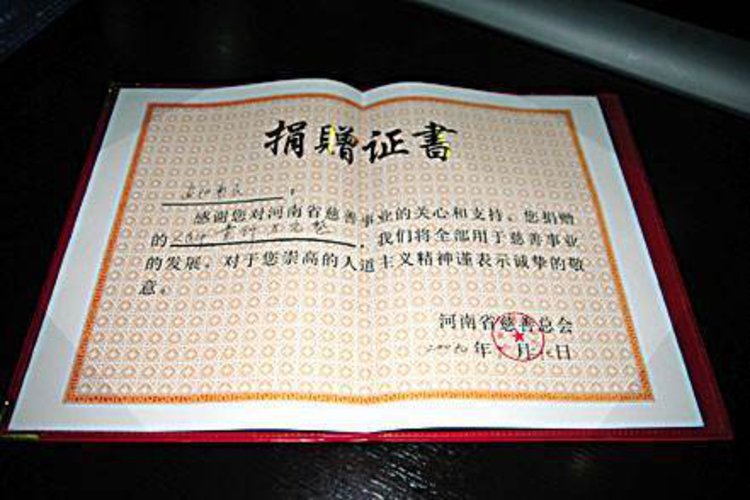 捐赠证书
：
感谢您对河南省慈善事业的关心和支持。您捐赠
的，我们将全部用于慈善事业
的发展。对于您崇高的人道主义精神谨表示诚挚的敬
意。
河南省慈善总会
年月日